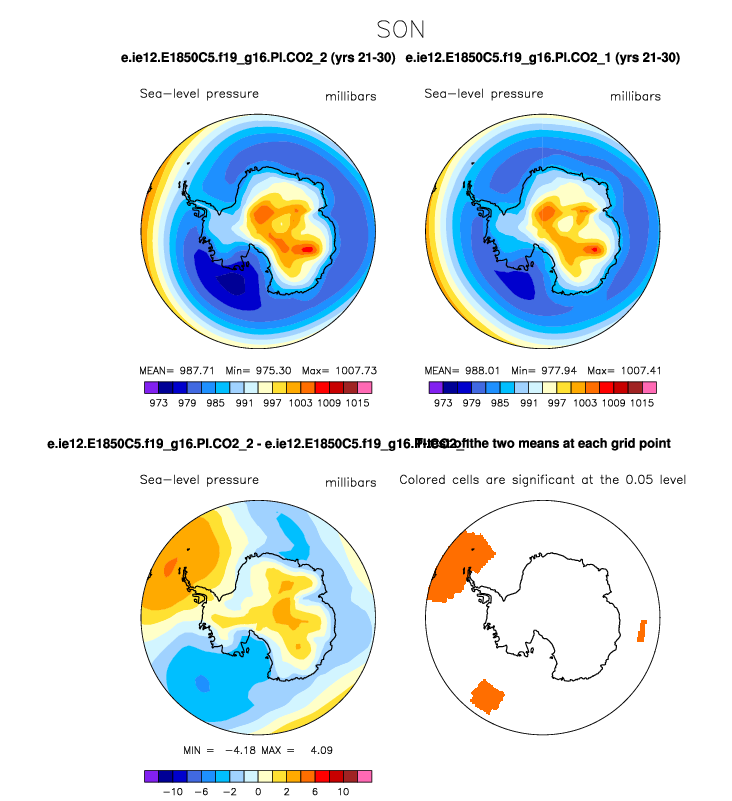 SON
e.ie12.E1850C5.f19_g16.PI.CO2_2 (yrs 21-30) e.ie12.E1850C5.f19_g16.PI.CO2_1 (yrs 21-30)
Sea-level pressure millibars Sea-level pressure millibars
MEAN= 987.71 Min= 975.30 Max= 1007.73 MEAN= 988.01 Min= 977.94 Max= 1007.41
973 979 985 991 997 1003 1009 1015 973 979 985 991 997 1003 1009 1015
e.ie12.E1850C5.f19_g16.PI.CO2_2 - e.ie12.E1850C5.f19_g16.PI.CO2_ of the two means at each grid point
Sea-level pressure millibars Colored cells are significant at the 0.05 level
MIN = -4.18 MAX = 4.09
-10 -6 -2 0 2 6 10